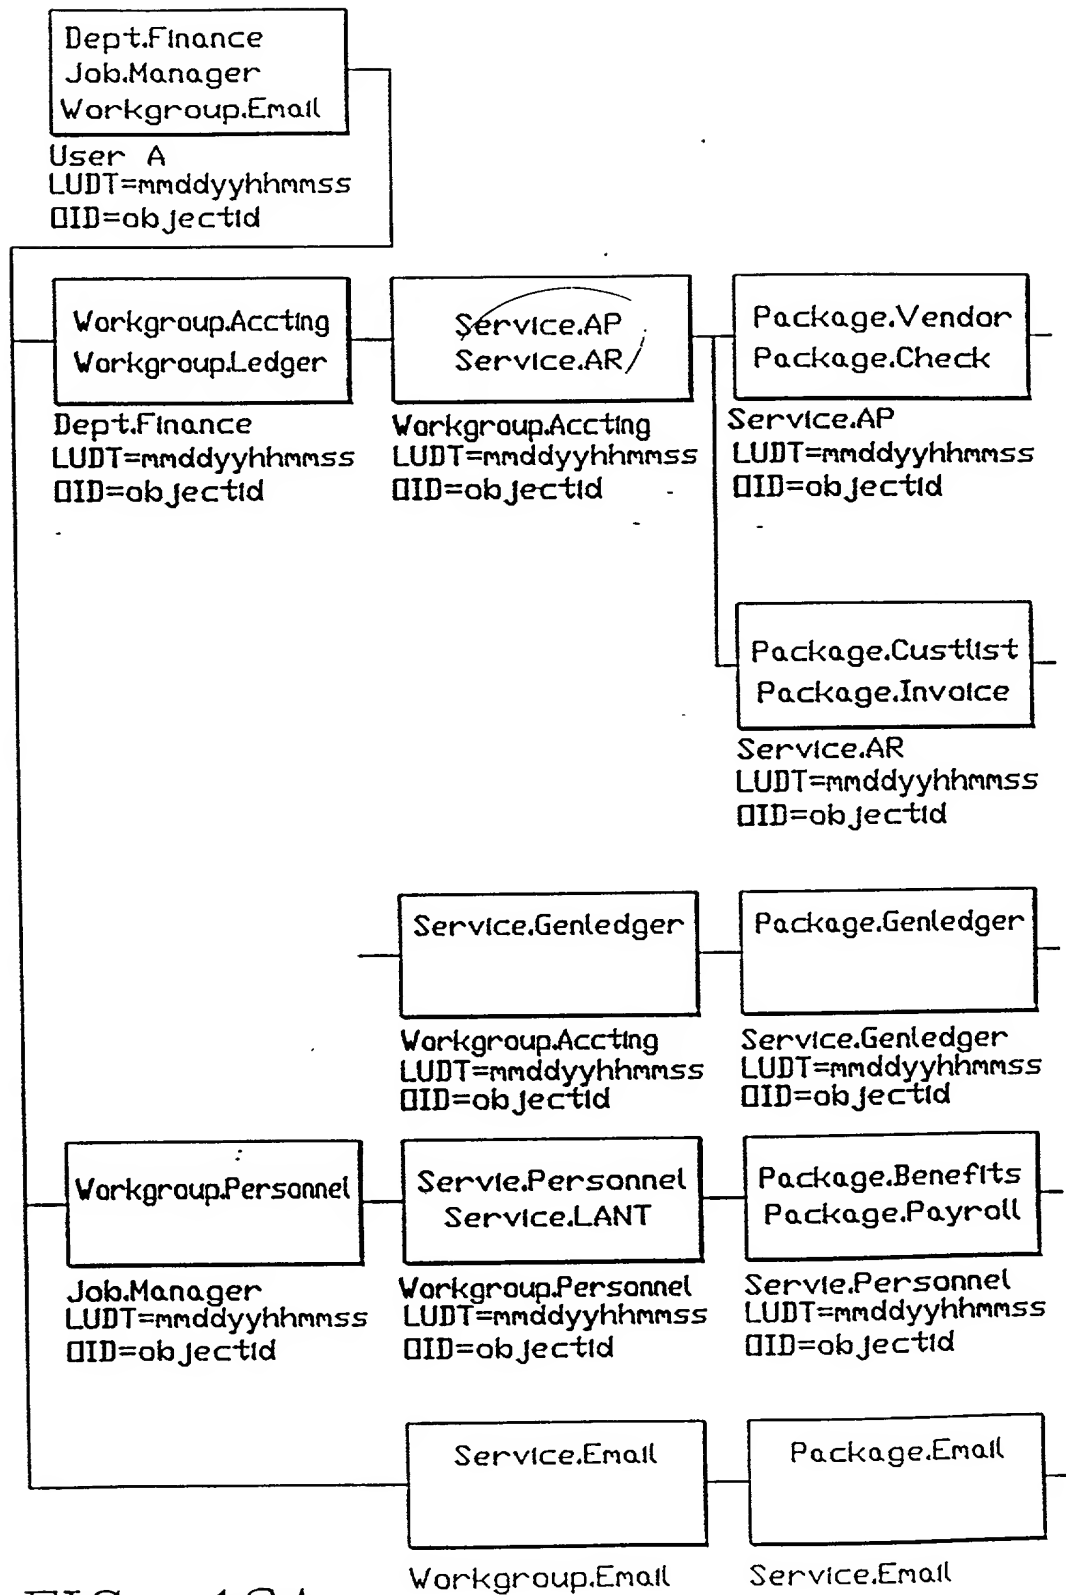 Dept.Finance
Job.Manager
Workgroup.Email
User A
LUDT=mmddyyhhmmss
OID=objectid
Workgroup.Accting
Workgroup.Ledger
Dept.Finance
LUDT=mmddyyhhmmss
OID=objectid
Service.AP
Service.AR
Workgroup.Accting
LUDT=mmddyyhhmmss
OID=objectid
Package.Vendor
Package.Check
Service.AP
LUDT=mmddyyhhmmss
OID=objectid
Package.Custlist
Package.Invoice
Service.AR
LUDT=mmddyyhhmmss
OID=objectid
Service.Genledger
Workgroup.Accting
LUDT=mmddyyhhmmss
OID=objectid
Package.Genledger
Service.Genledger
LUDT=mmddyyhhmmss
OID=objectid
Workgroup.Personnel
Job.Manager
LUDT=mmddyyhhmmss
OID=objectid
Servie.Personnel
Service.LANT
Workgroup.Personnel
LUDT=mmddyyhhmmss
OID=objectid
Package.Benefits
Package.Payroll
Servie.Personnel
LUDT=mmddyyhhmmss
OID=objectid
Service.Email
Workgroup.Email
Package.Email
Service.Email